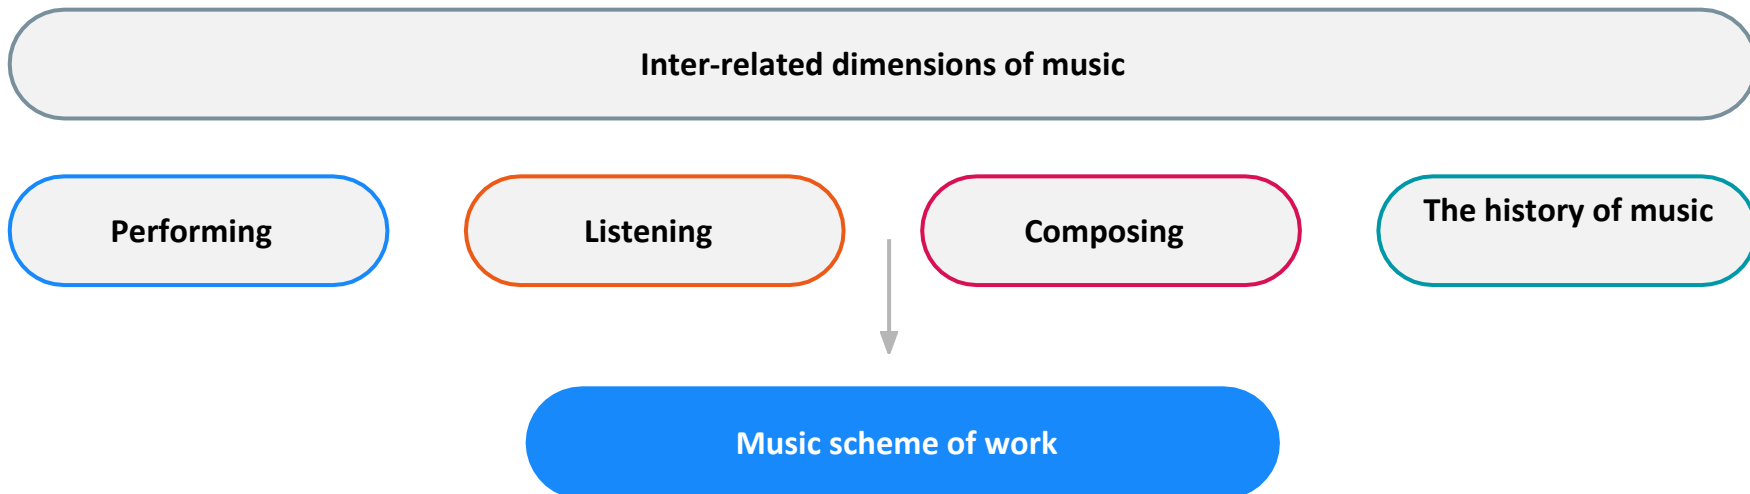 Inter-related dimensions of music
Performing
Listening
Composing
The history of music
Music scheme of work